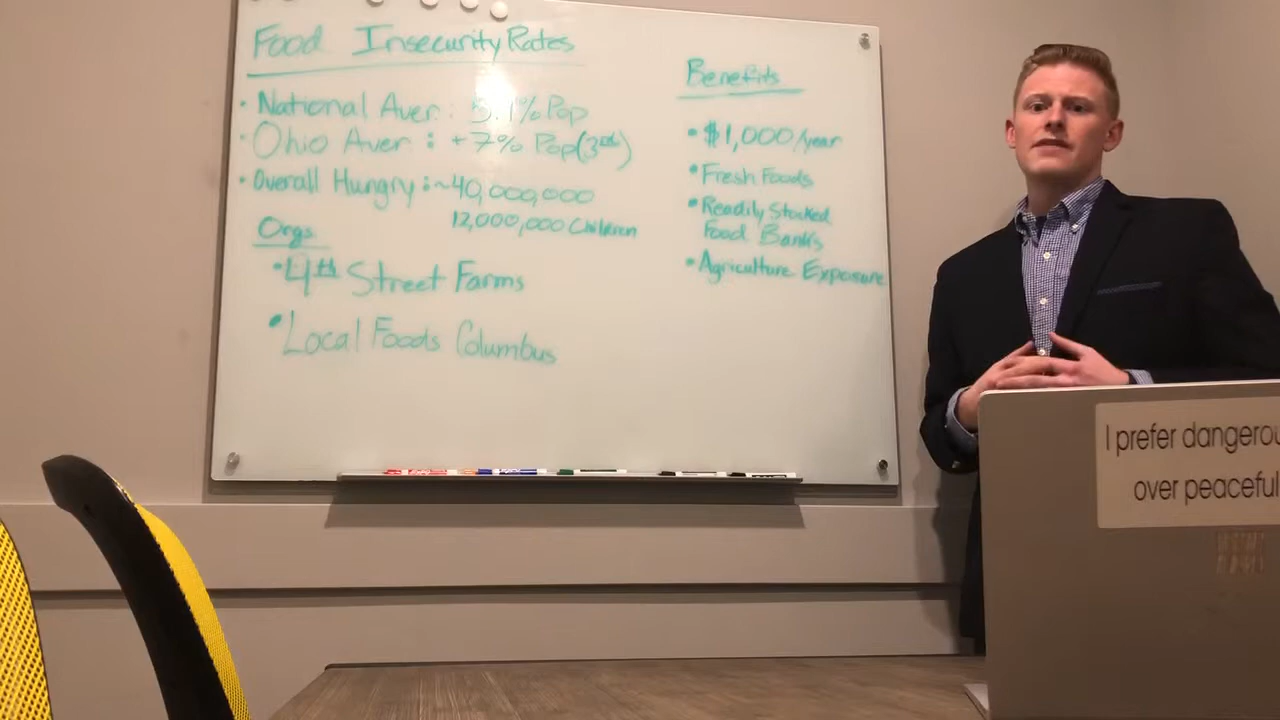 Food Insecurity Rates
• National Aver: 5.1% Pop
• Ohio Aver: +7% Pop (3rd)
• Overall Hungry: ~40,000,000
12,000,000 Children
Orgs
• 4th Street Farms
• Local Foods Columbus
Benefits
• $1,000/year
• Fresh Foods
• Readily Stocked
Food Banks
• Agriculture Exposure
I prefer dangerou
over peaceful